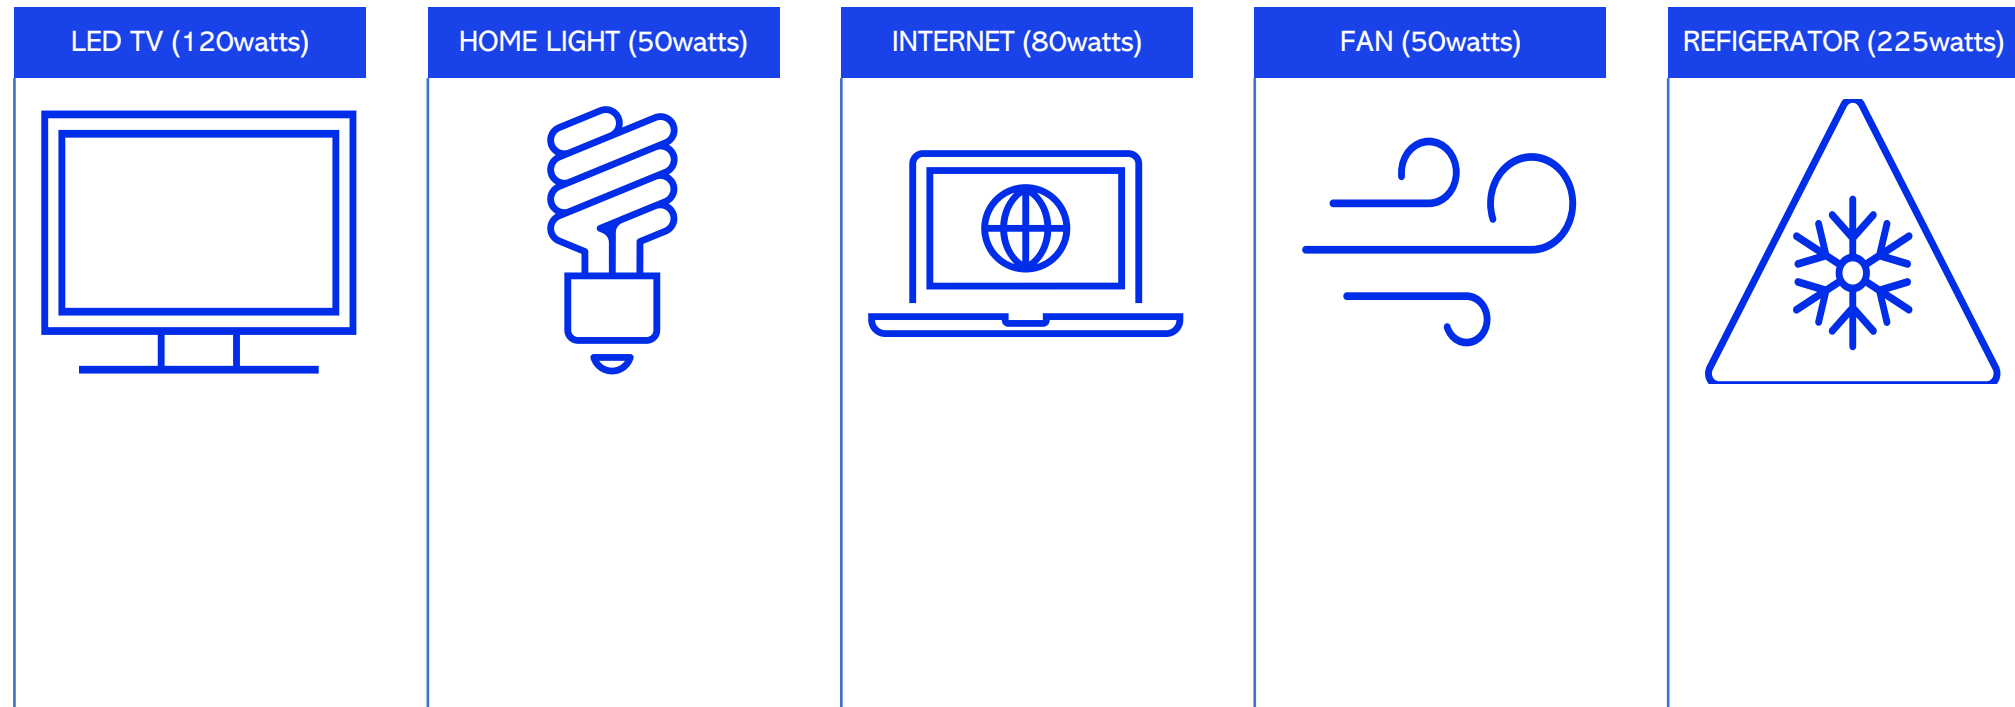 LED TV (120watts)
HOME LIGHT (50watts)
INTERNET (80watts)
FAN (50watts)
REFIGERATOR (225watts)